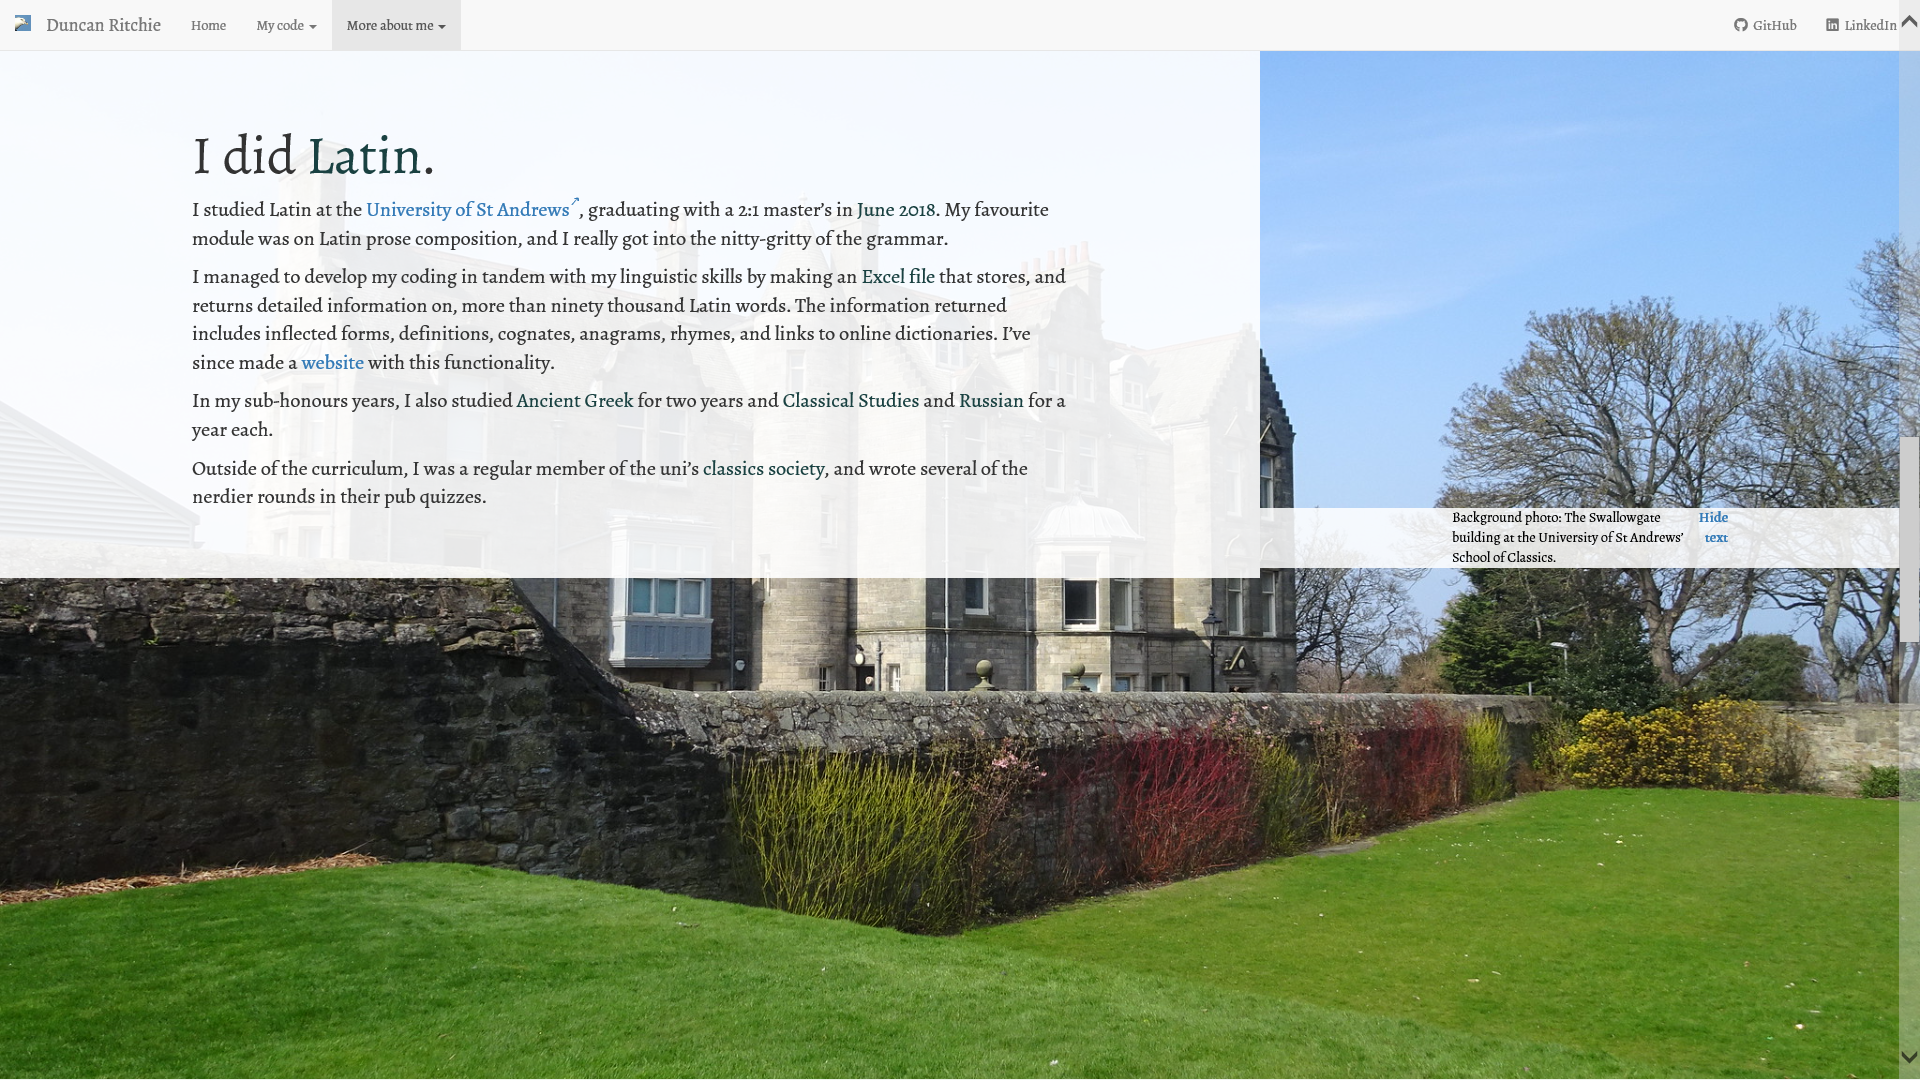 Duncan Ritchie Home My code More about me GitHub LinkedIn
I did Latin.
I studied Latin at the University of St Andrews↗, graduating with a 2:1 master’s in June 2018. My favourite
module was on Latin prose composition, and I really got into the nitty-gritty of the grammar.
I managed to develop my coding in tandem with my linguistic skills by making an Excel file that stores, and
returns detailed information on, more than ninety thousand Latin words. The information returned
includes inflected forms, definitions, cognates, anagrams, rhymes, and links to online dictionaries. I’ve
since made a website with this functionality.
In my sub-honours years, I also studied Ancient Greek for two years and Classical Studies and Russian for a
year each.
Outside of the curriculum, I was a regular member of the uni’s classics society, and wrote several of the
nerdier rounds in their pub quizzes.
Background photo: The Swallowgate
building at the University of St Andrews’
School of Classics.
Hide
text